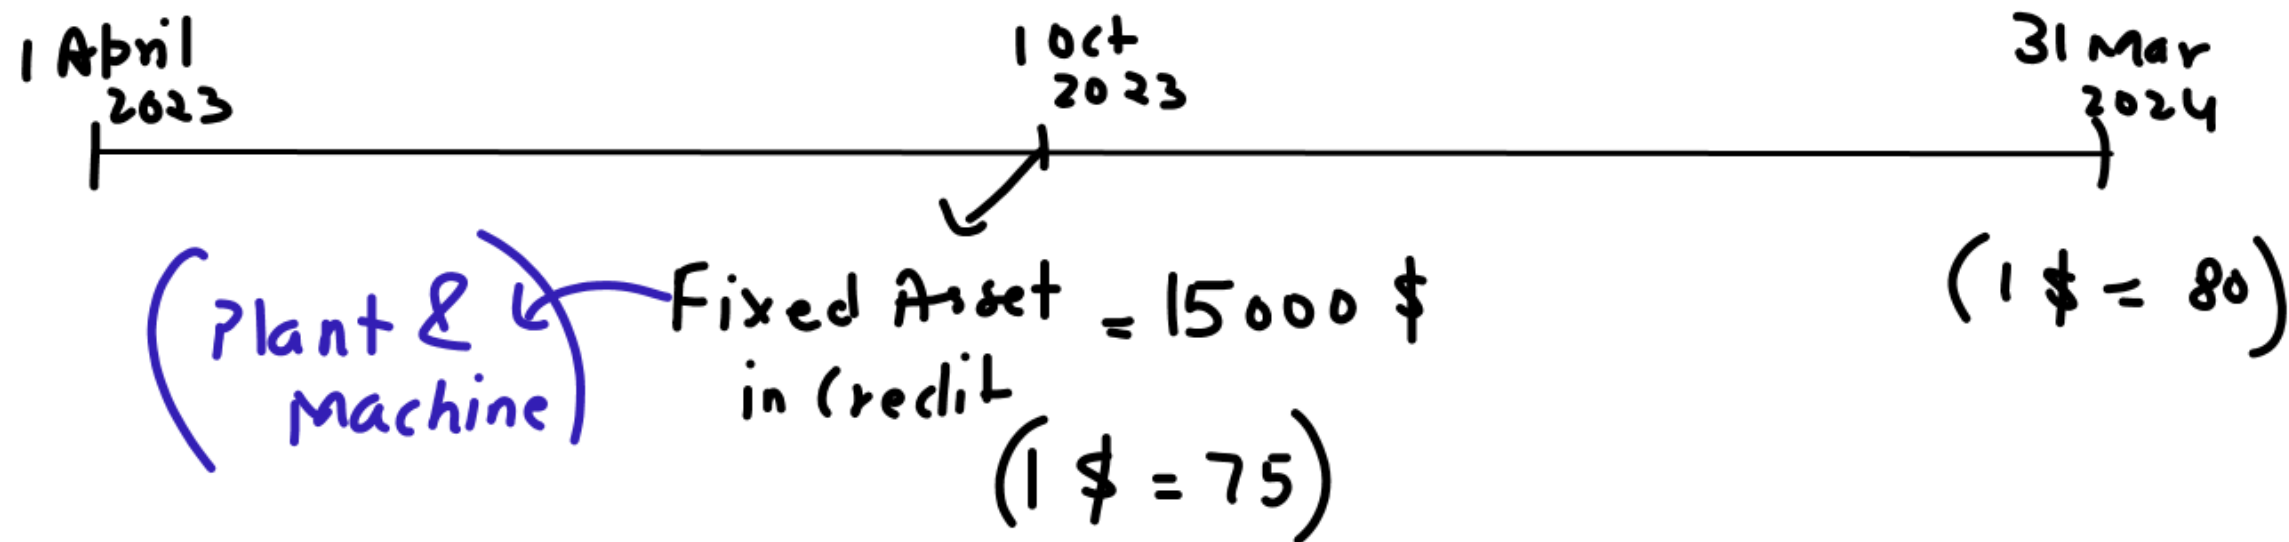 1 April
2023
1 Oct
2023
31 Mar
2024
(Plant &
Machine)
Fixed Asset = 15000 $
in Credit
(1 $ = 75)
(1 $ = 80)